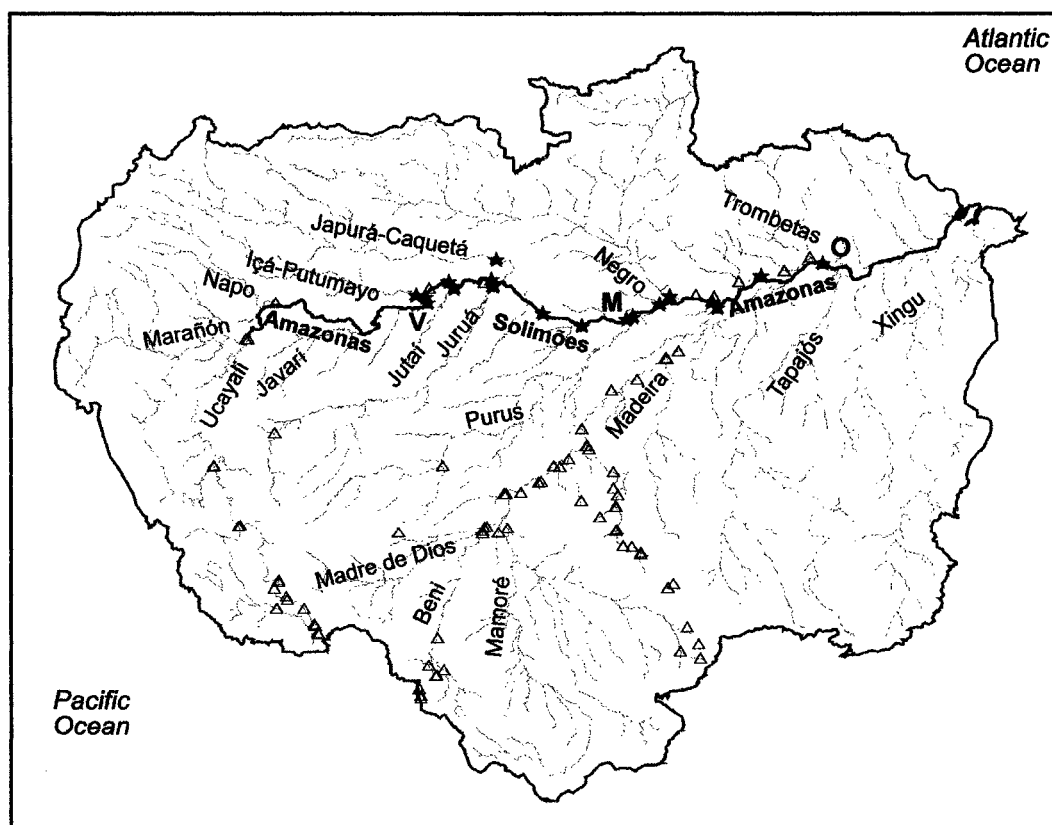 Atlantic
Ocean
Trombetas
O
Japurá-Caquetá
Negro
Içá-Putumayo
Napo
M
Amazonas
V
Solimões
Xingu
Marañón
Amazonas
Ucayali
Javari
Jutaí
Juruá
Tapajós
Madeira
Purus
Madre de Dios
Beni
Mamoré
Pacific
Ocean